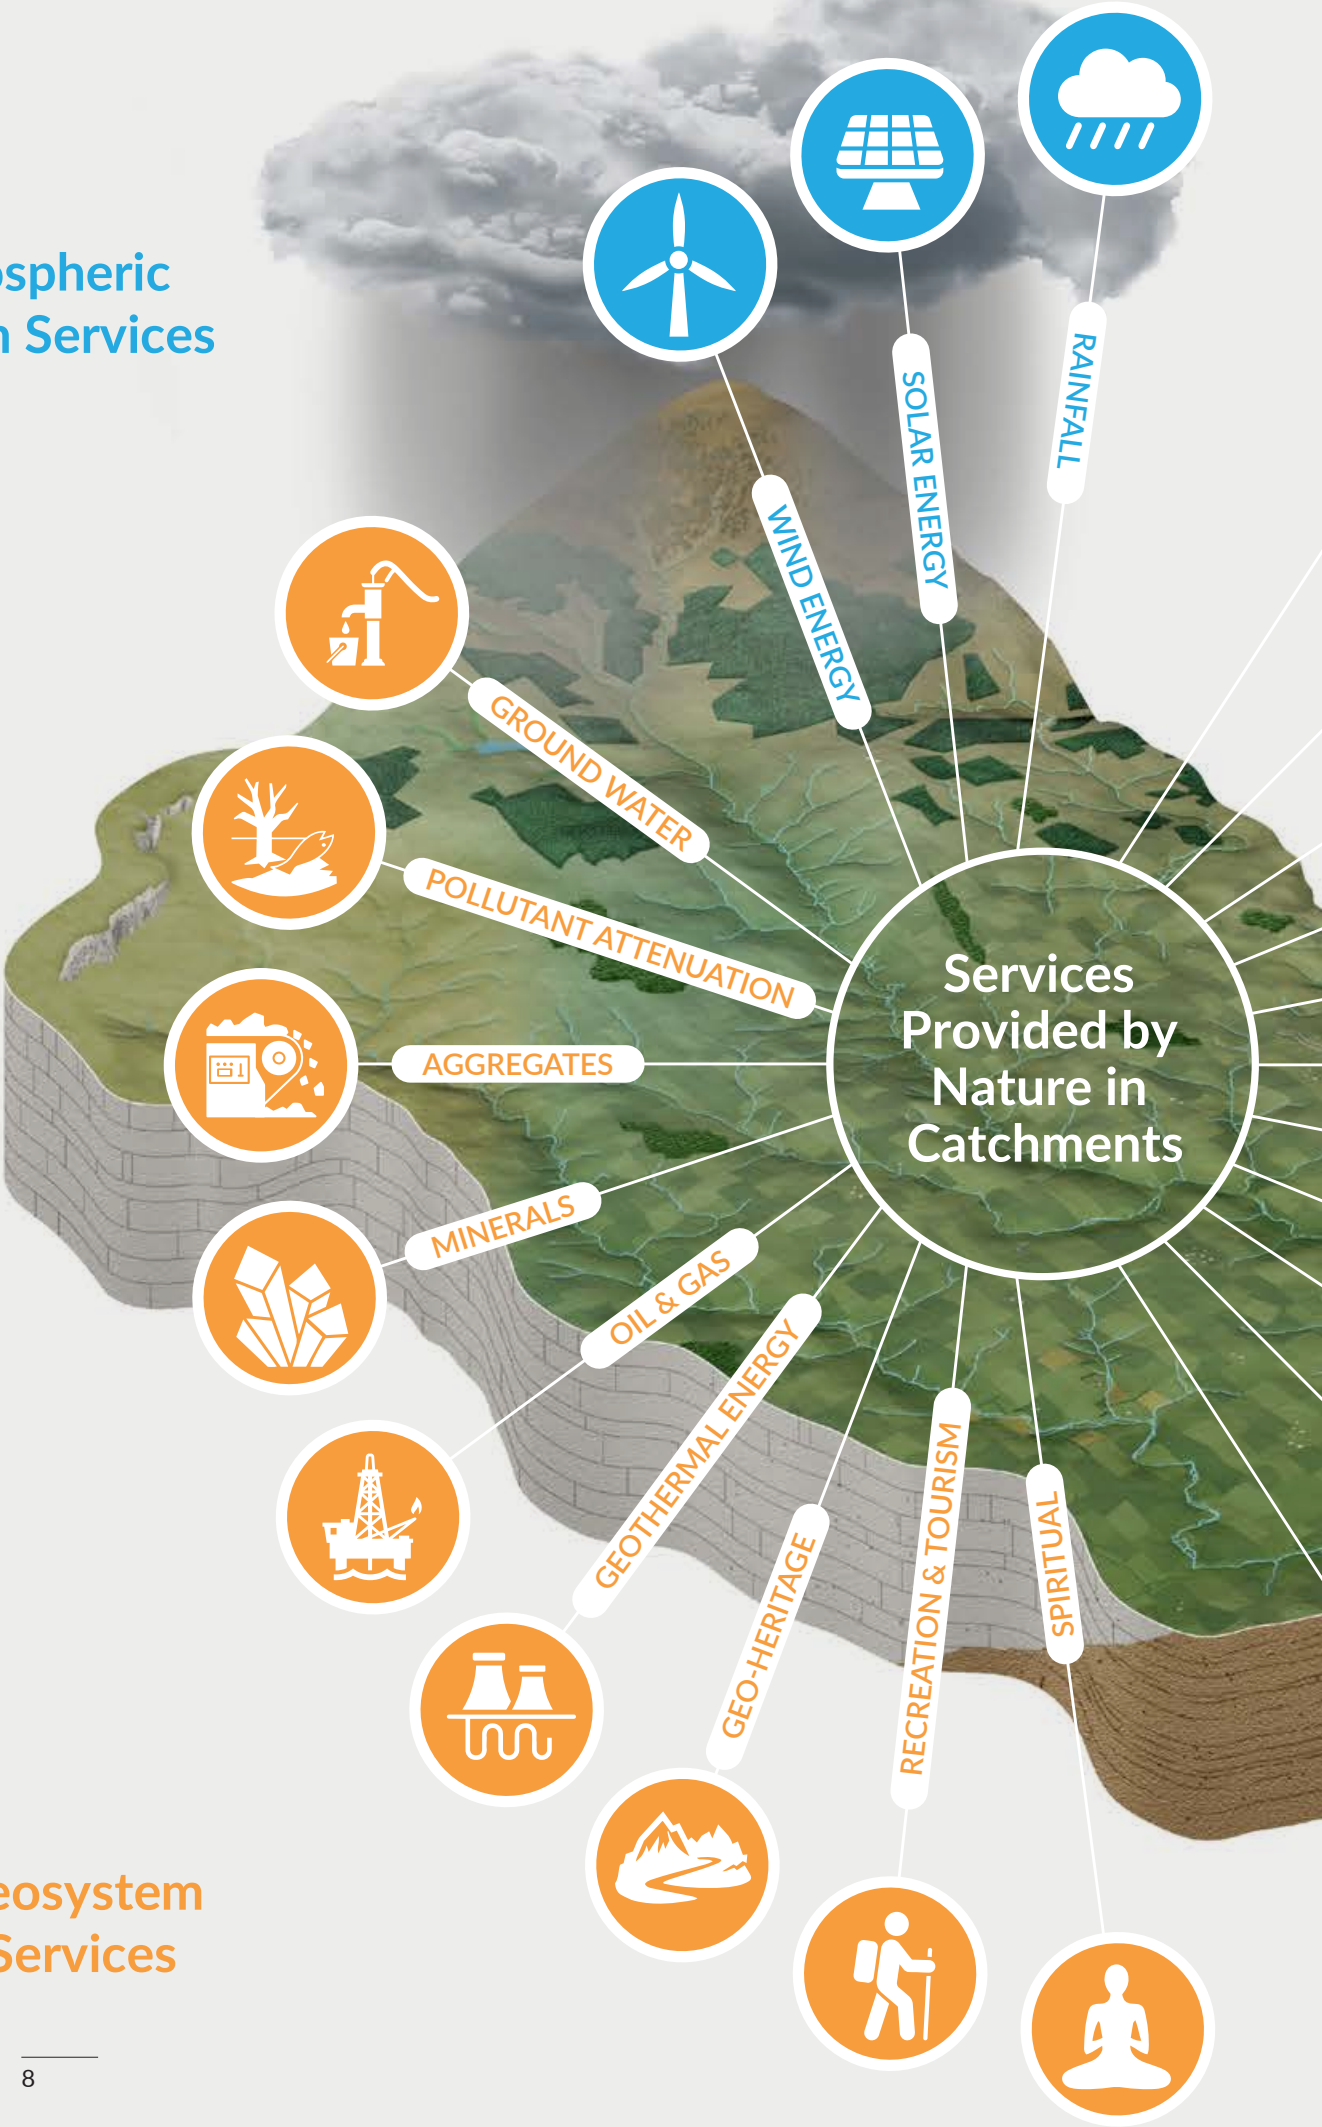 ospheric
n Services
RAINFALL
SOLAR ENERGY
WIND ENERGY
GROUND WATER
POLLUTANT ATTENUATION
AGGREGATES
MINERALS
OIL & GAS
GEOTHERMAL ENERGY
GEO-HERITAGE
RECREATION & TOURISM
SPIRITUAL
Services
Provided by
Nature in
Catchments
eosystem
Services
8